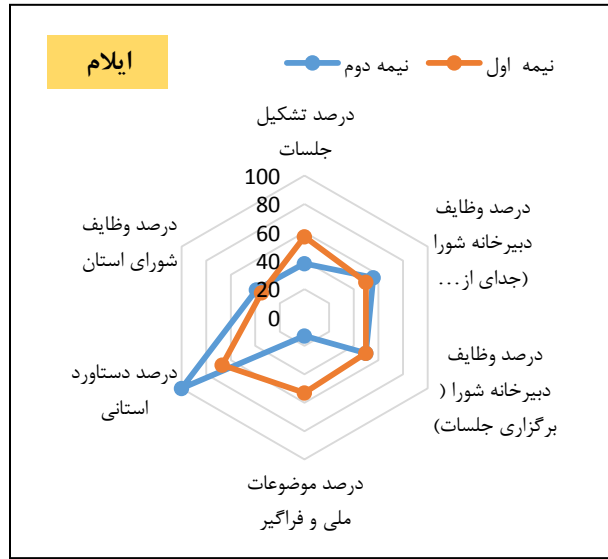 ایلام
نیمه اول
نیمه دوم
درصد تشکیل
جلسات
100
80
60
40
20
0
درصد وظایف
دبیرخانه شورا
(جدای از...
درصد وظایف
دبیرخانه شورا (
برگزاری جلسات)
درصد موضوعات
ملی و فراگیر
درصد دستاورد
استانی
درصد وظایف
شورای استان